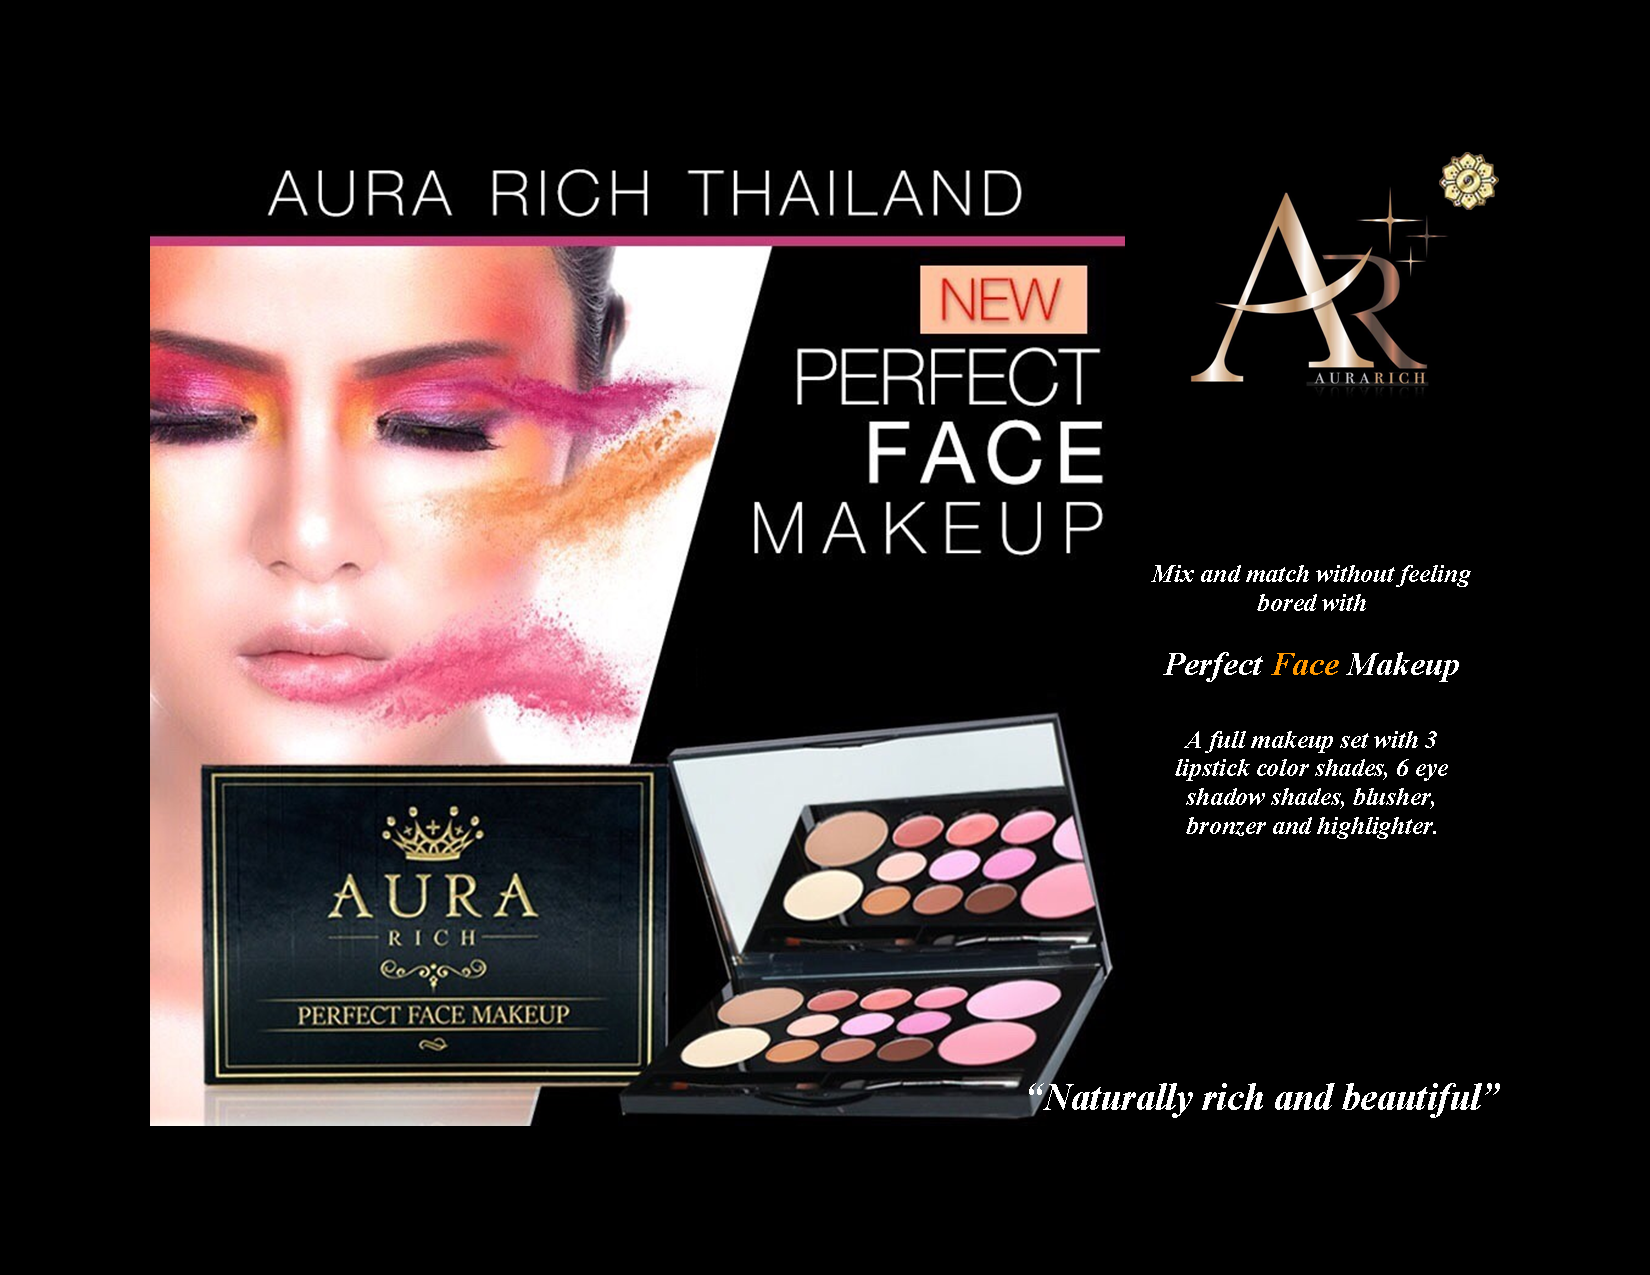 AURA RICH THAILAND
NEW
PERFECT
FACE
MAKEUP
AR
AURARICH
Mix and match without feeling
bored with
Perfect Face Makeup
A full makeup set with 3
lipstick color shades, 6 eye
shadow shades, blusher,
bronzer and highlighter.
AURA
RICH
PERFECT FACE MAKEUP
“Naturally rich and beautiful”